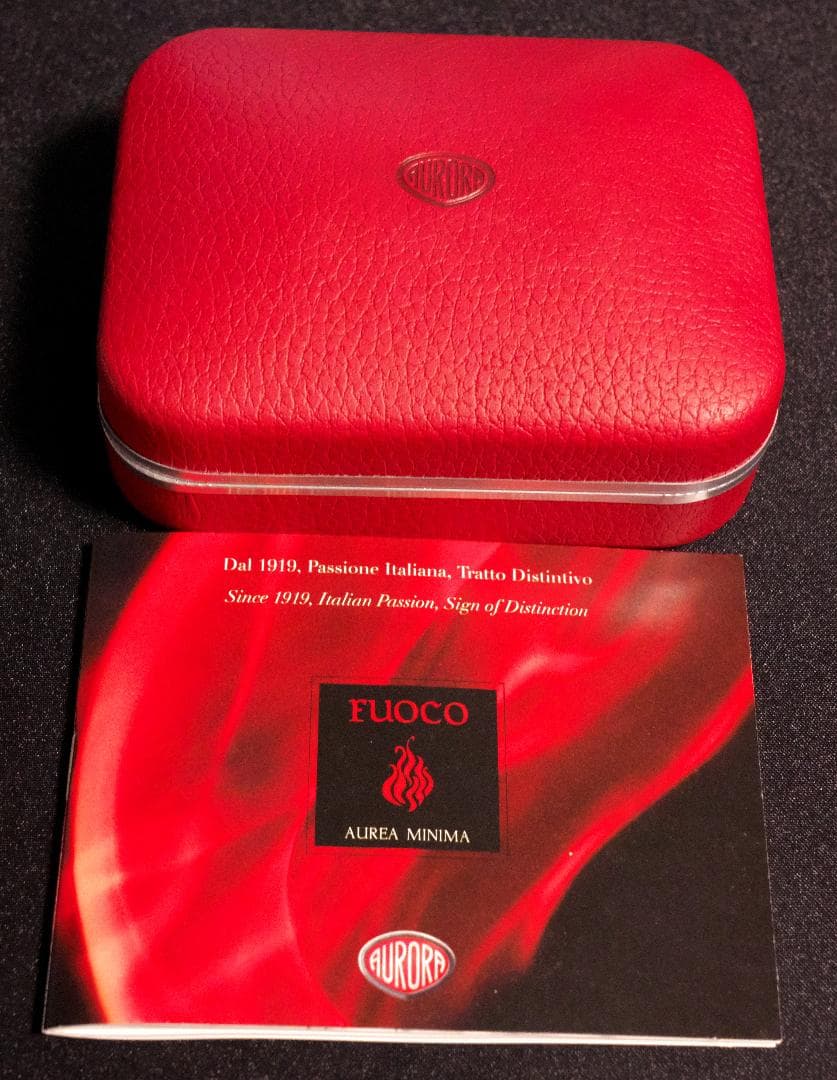 AURORA
Dal 1919, Passione Italiana, Tratto Distintivo
Since 1919, Italian Passion, Sign of Distinction
FUOCO
AUREA MINIMA
AURORA